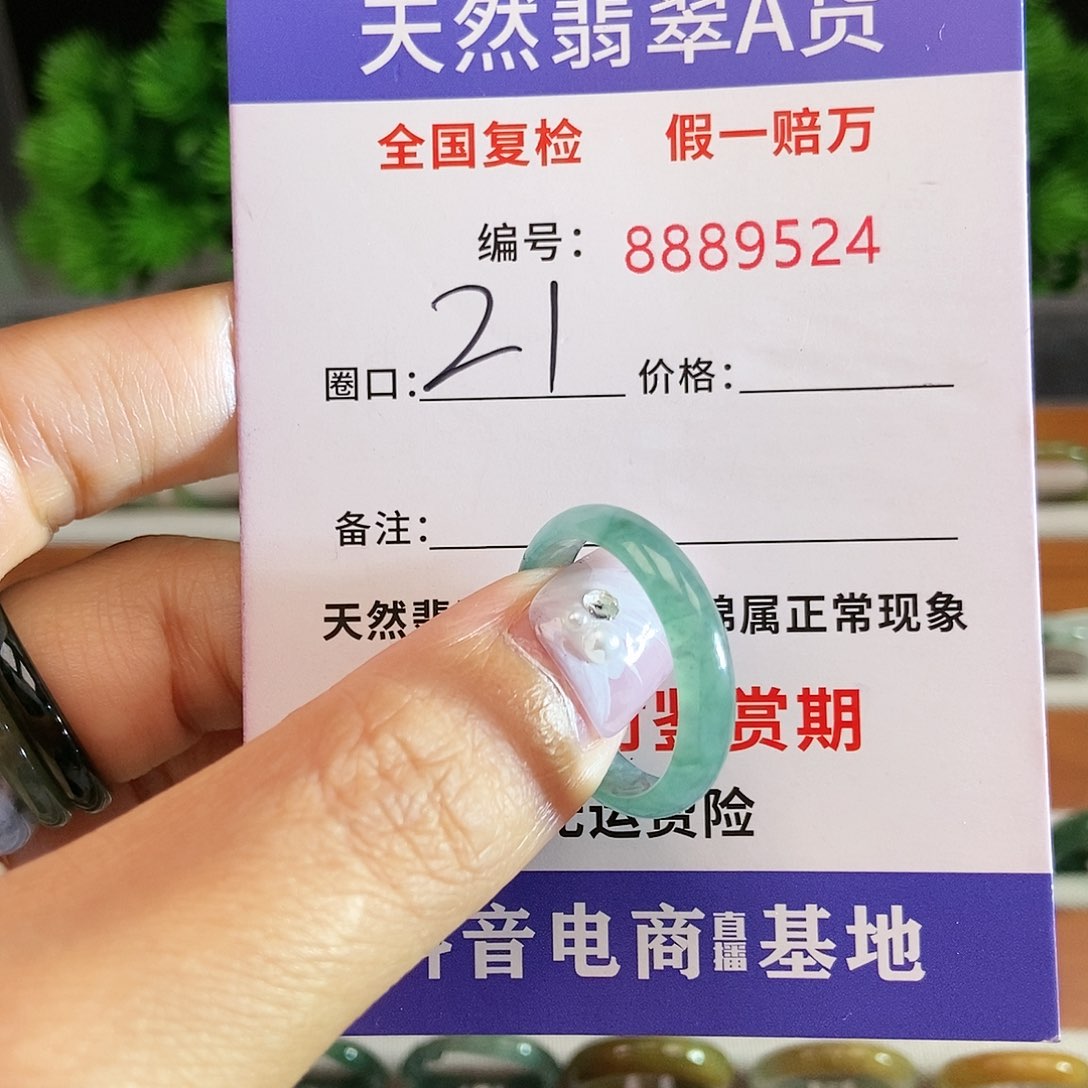 天然翡翠A货
全国复检 假一赔万
编号：8889524
圈口：21 价格：
备注：
天然翡 棉属正常现象
鉴赏期
运费险
音电商直播基地